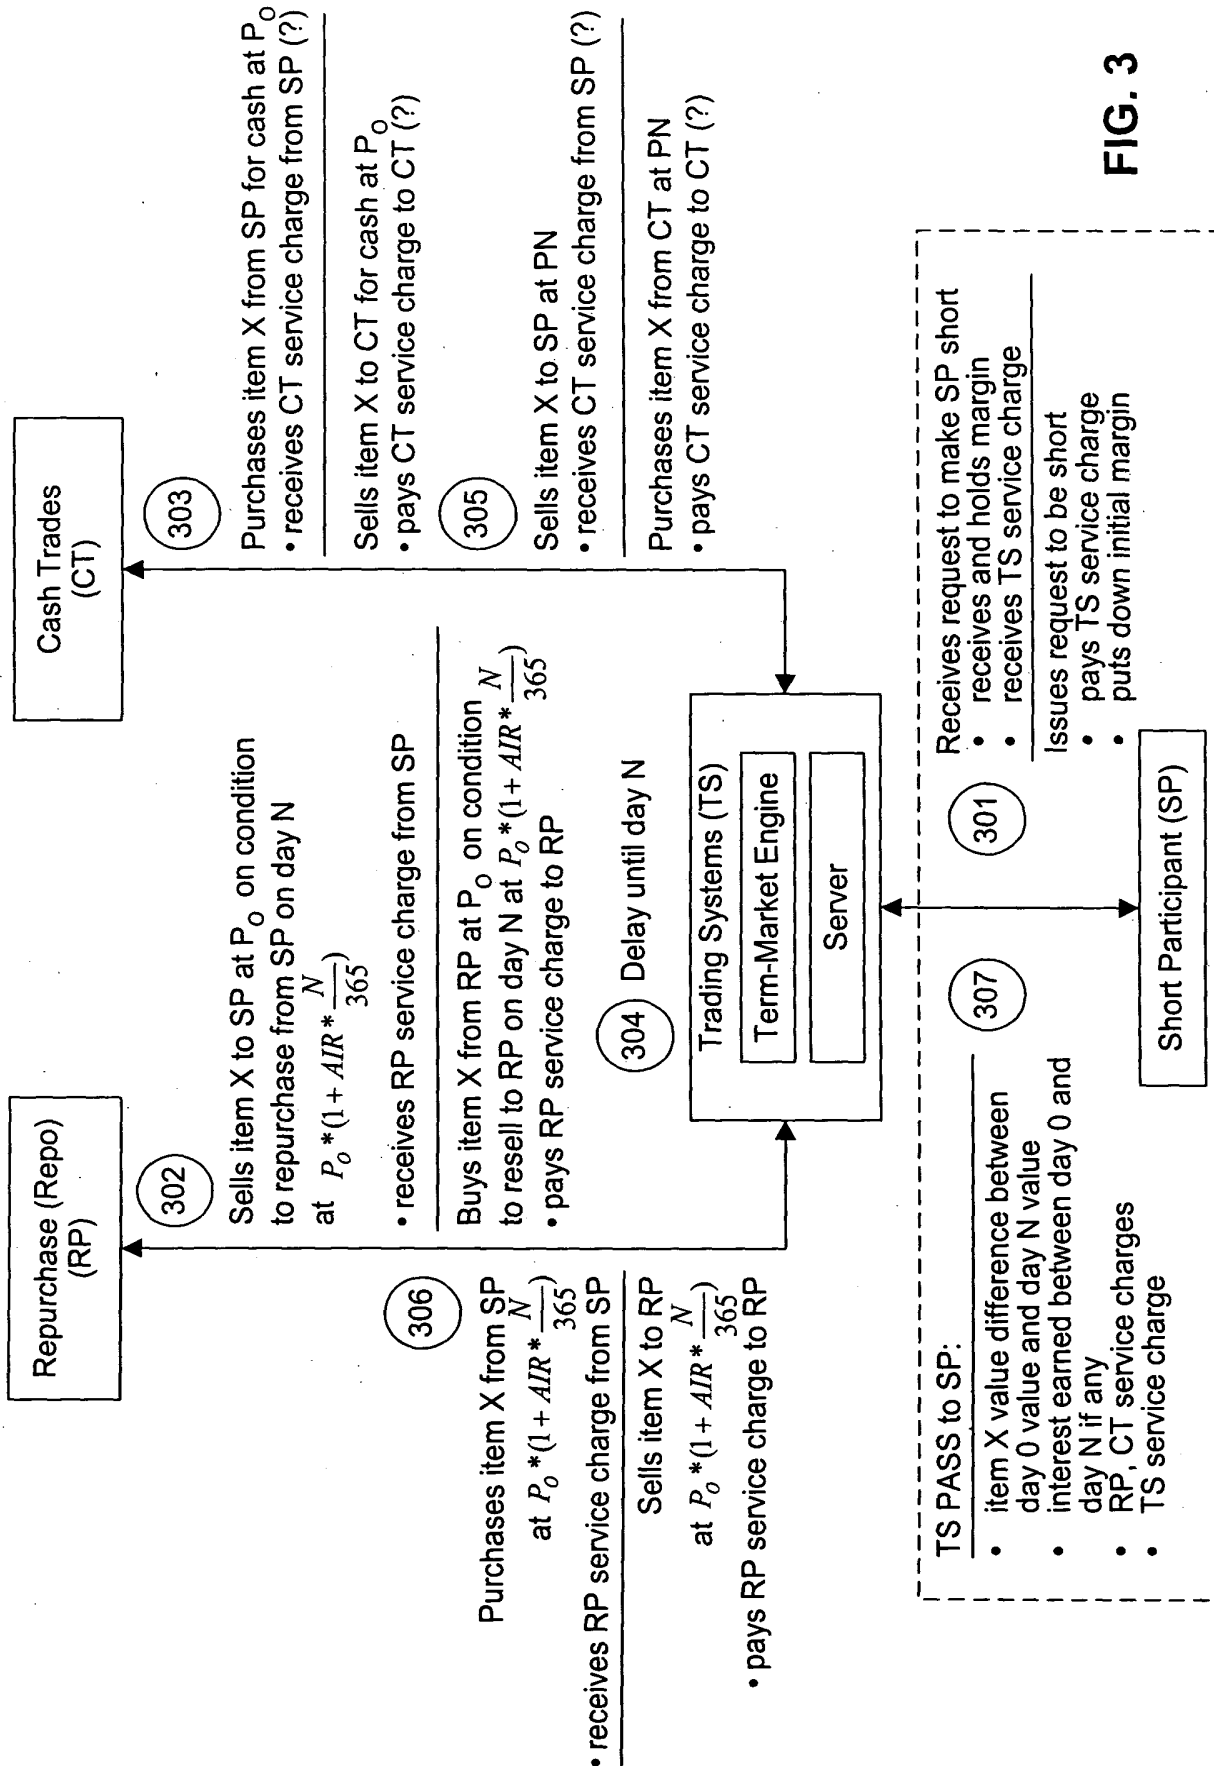 Repurchase (Repo)
(RP)
Cash Trades
(CT)
302
Sells item X to SP at P_O on condition
to repurchase from SP on day N
at P_o*(1+AIR*N/365)
• receives RP service charge from SP
Buys item X from RP at P_O on condition
to resell to RP on day N at P_o*(1+AIR*N/365)
• pays RP service charge to RP
303
Purchases item X from SP for cash at P_O
• receives CT service charge from SP (?)
Sells item X to CT for cash at P_O
• pays CT service charge to CT (?)
305
Sells item X to SP at PN
• receives CT service charge from SP (?)
Purchases item X from CT at PN
• pays CT service charge to CT (?)
306
Purchases item X from SP
at P_o*(1+AIR*N/365)
• receives RP service charge from SP
Sells item X to RP
at P_o*(1+AIR*N/365)
• pays RP service charge to RP
304 Delay until day N
Trading Systems (TS)
Term-Market Engine
Server
TS PASS to SP:
• item X value difference between
day 0 value and day N value
• interest earned between day 0 and
day N if any
• RP, CT service charges
• TS service charge
307
301
Receives request to make SP short
• receives and holds margin
• receives TS service charge
Issues request to be short
• pays TS service charge
• puts down initial margin
Short Participant (SP)
FIG. 3